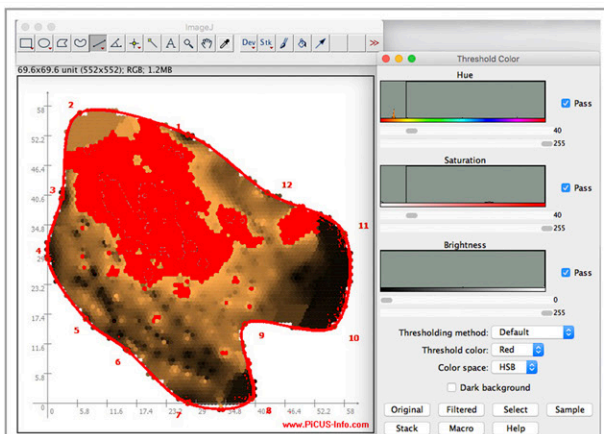 ImageJ
Dev Stk
69.6x69.6 unit (552x552); RGB; 1.2MB
58
52.2
46.4
40.6
34.8
29
23.2
17.4
11.6
5.8
0
0 5.8 11.6 17.4 23.2 29 34.8 40.6 46.4 52.2 58
1
2
3
4
5
6
7
8
9
10
11
12
www.PiCUS-Info.com
Threshold Color
Hue
Pass
40
255
Saturation
Pass
40
255
Brightness
Pass
0
255
Thresholding method: Default
Threshold color: Red
Color space: HSB
Dark background
Original Filtered Select Sample
Stack Macro Help